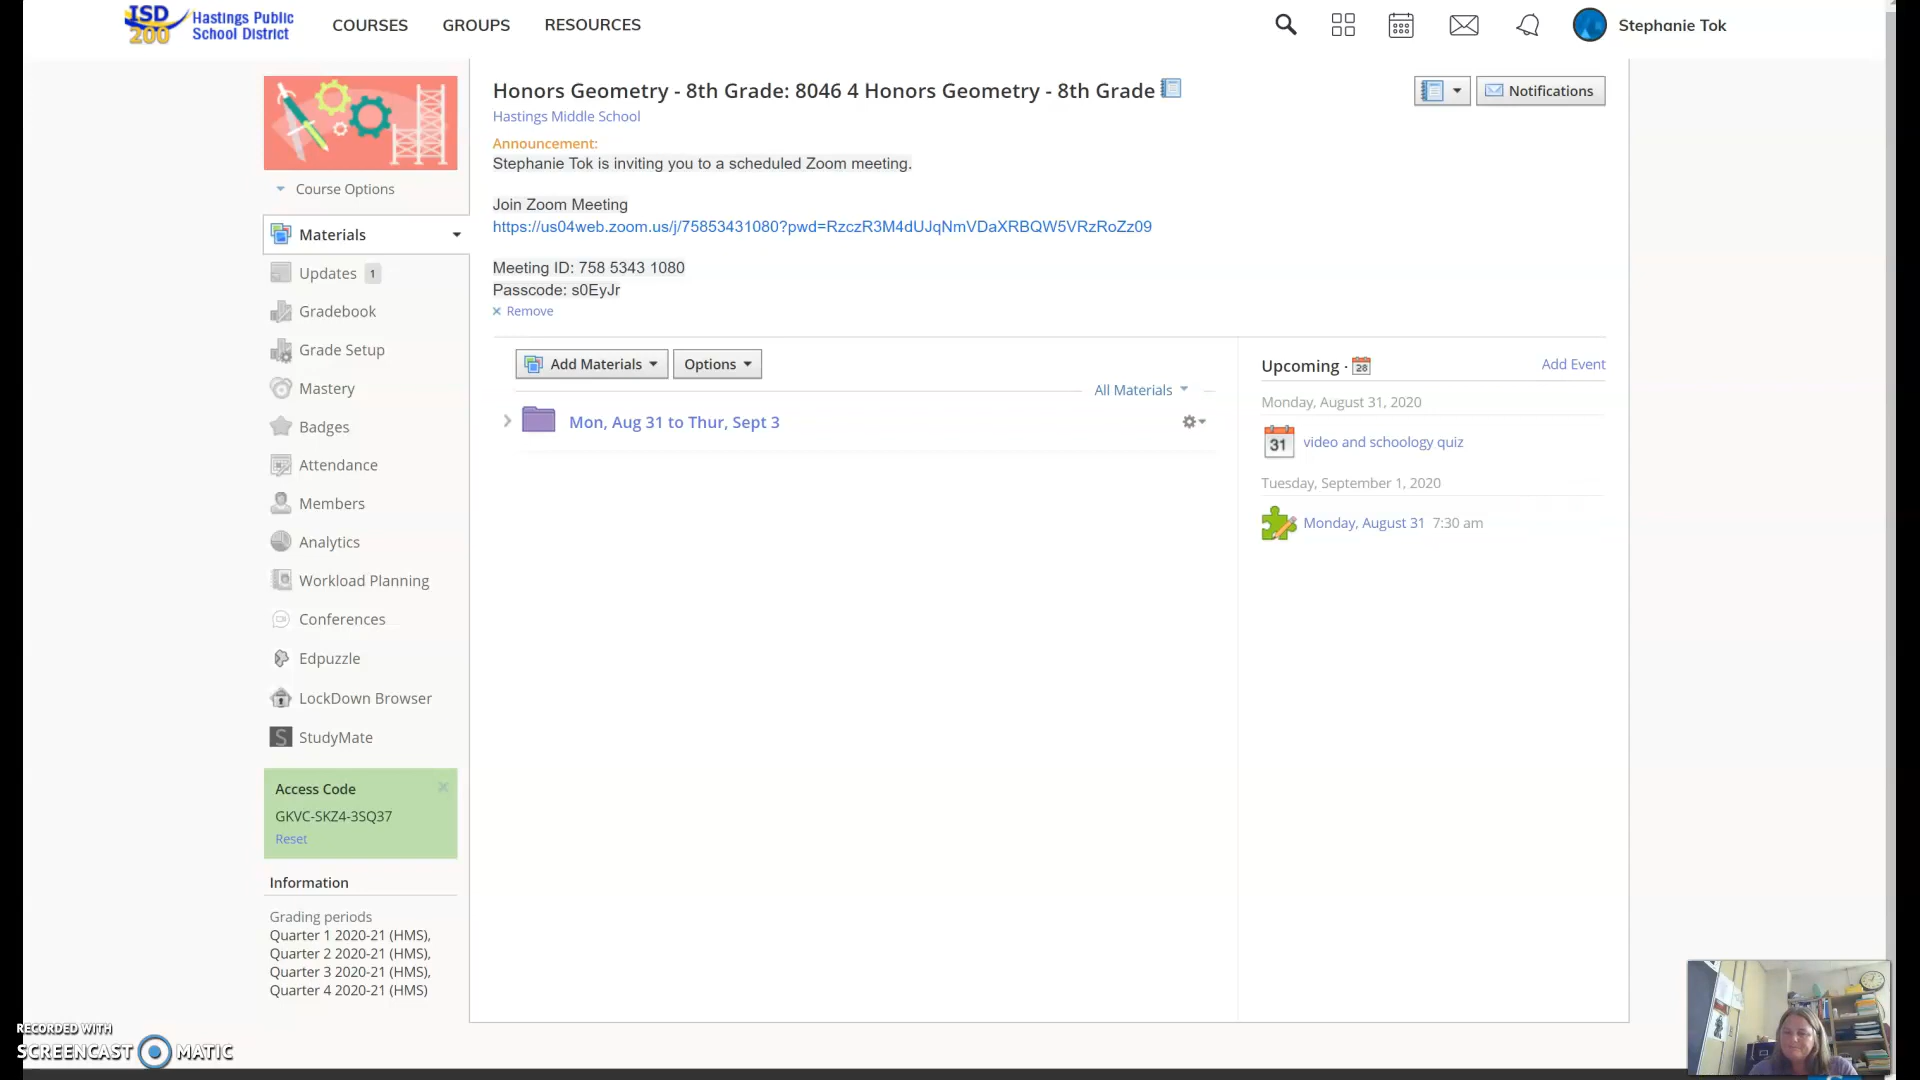 ISD 200 Hastings Public School District
COURSES
GROUPS
RESOURCES
Stephanie Tok
Honors Geometry - 8th Grade: 8046 4 Honors Geometry - 8th Grade
Notifications
Hastings Middle School
Announcement:
Stephanie Tok is inviting you to a scheduled Zoom meeting.
Join Zoom Meeting
https://us04web.zoom.us/j/75853431080?pwd=RzczR3M4dUJqNmVDaXRBQW5VRzRoZz09
Meeting ID: 758 5343 1080
Passcode: s0EyJr
× Remove
Course Options
Materials
Updates 1
Gradebook
Grade Setup
Mastery
Badges
Attendance
Members
Analytics
Workload Planning
Conferences
Edpuzzle
LockDown Browser
S StudyMate
Access Code
GKVC-SKZ4-3SQ37
Reset
Information
Grading periods
Quarter 1 2020-21 (HMS),
Quarter 2 2020-21 (HMS),
Quarter 3 2020-21 (HMS),
Quarter 4 2020-21 (HMS)
Add Materials
Options
All Materials
Mon, Aug 31 to Thur, Sept 3
Upcoming · 28
Add Event
Monday, August 31, 2020
31 video and schoology quiz
Tuesday, September 1, 2020
Monday, August 31 7:30 am
RECORDED WITH
SCREENCAST MATIC